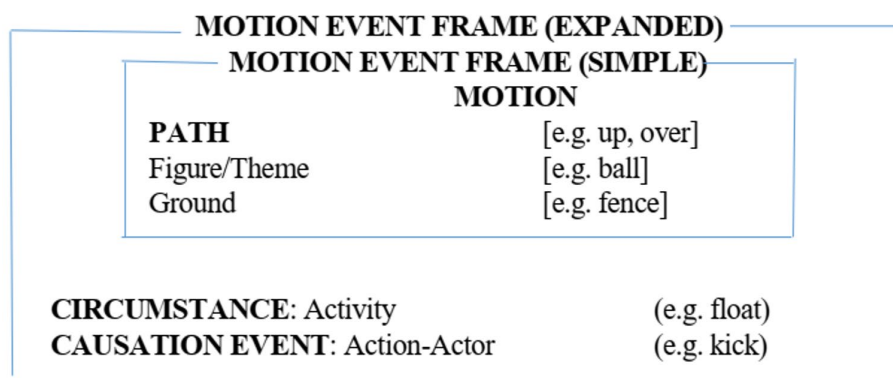 MOTION EVENT FRAME (EXPANDED)
MOTION EVENT FRAME (SIMPLE)
MOTION
PATH [e.g. up, over]
Figure/Theme [e.g. ball]
Ground [e.g. fence]
CIRCUMSTANCE: Activity (e.g. float)
CAUSATION EVENT: Action-Actor (e.g. kick)